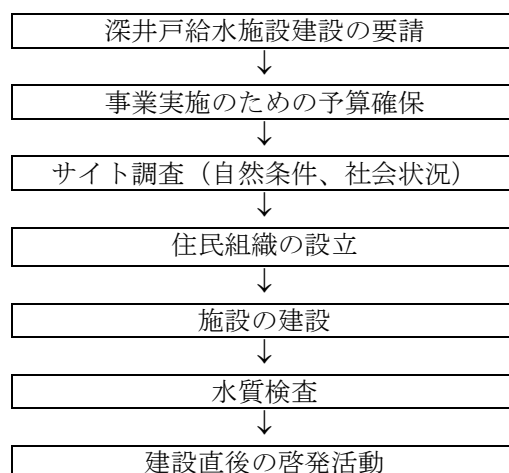 深井戸給水施設建設の要請
↓
事業実施のための予算確保
↓
サイト調査（自然条件、社会状況）
↓
住民組織の設立
↓
施設の建設
↓
水質検査
↓
建設直後の啓発活動